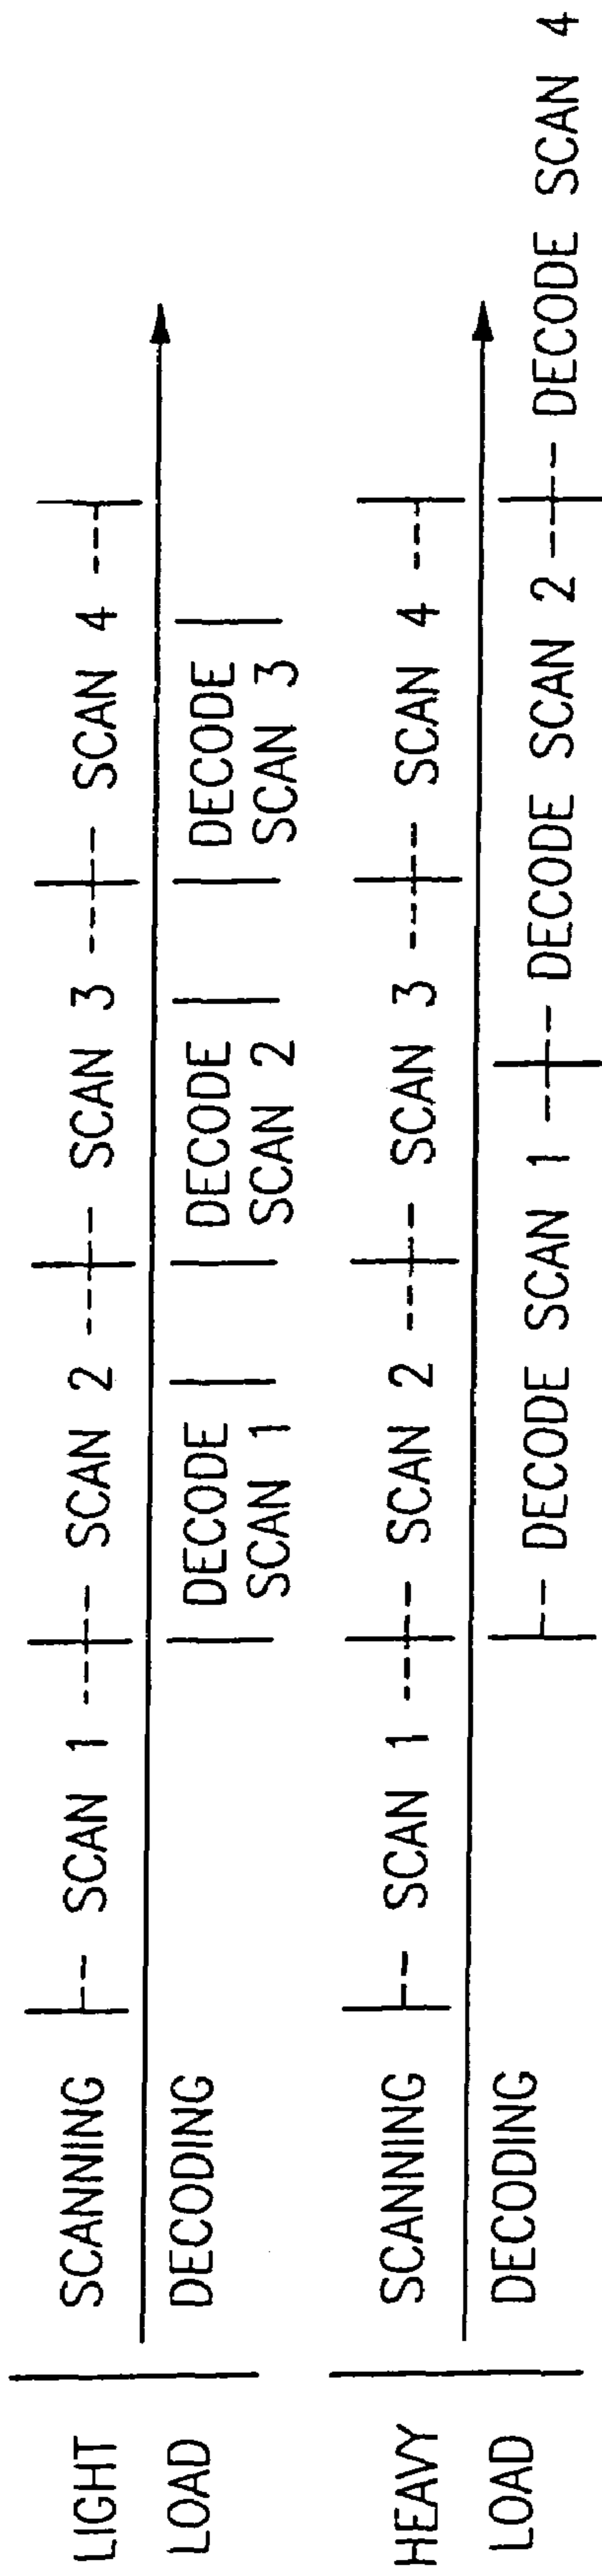 LIGHT
LOAD
SCANNING
SCAN 1
SCAN 2
SCAN 3
SCAN 4
DECODING
DECODE
SCAN 1
DECODE
SCAN 2
DECODE
SCAN 3
HEAVY
LOAD
SCANNING
SCAN 1
SCAN 2
SCAN 3
SCAN 4
DECODING
DECODE SCAN 1
DECODE SCAN 2
DECODE SCAN 4